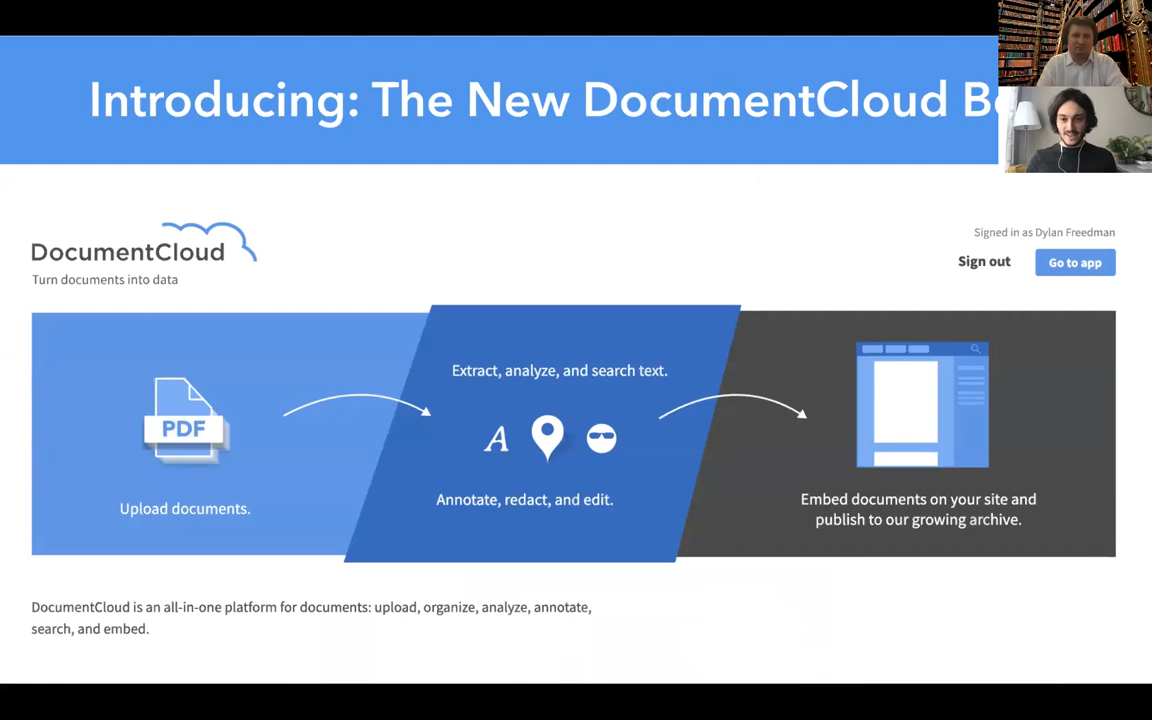 Introducing: The New DocumentCloud
DocumentCloud
Turn documents into data
Signed in as Dylan Freedman
Sign out
Go to app
PDF
Upload documents.
Extract, analyze, and search text.
A
Annotate, redact, and edit.
Embed documents on your site and
publish to our growing archive.
DocumentCloud is an all-in-one platform for documents: upload, organize, analyze, annotate,
search, and embed.